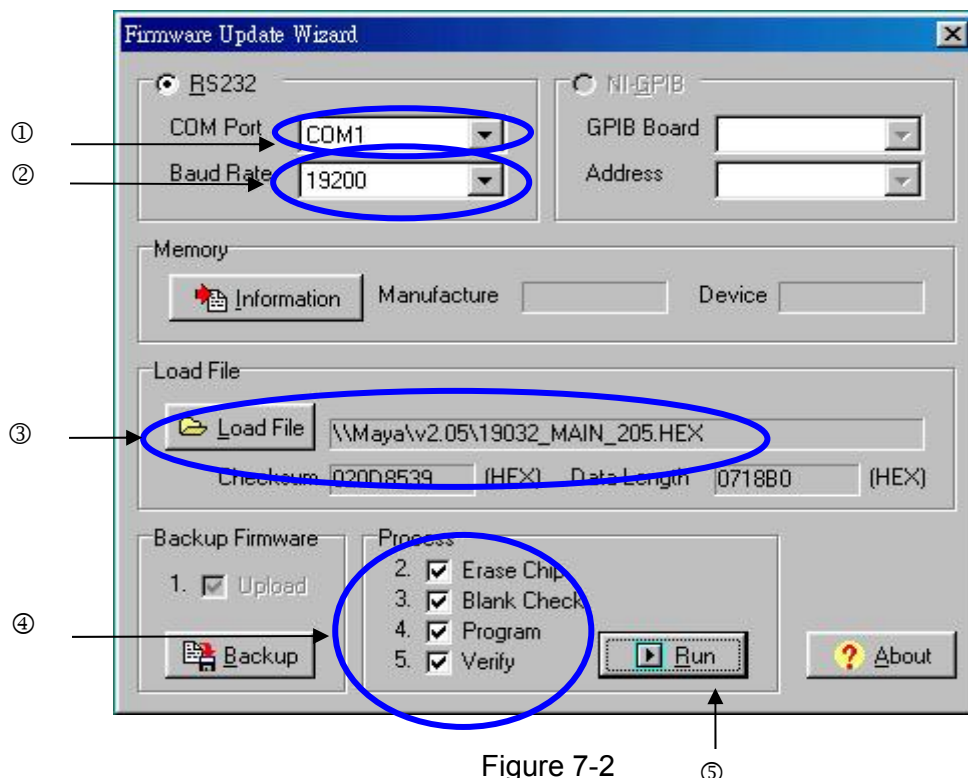 Firmware Update Wizard
RS232
NI-GPIB
① COM Port COM1
GPIB Board
② Baud Rate 19200
Address
Memory
Information Manufacture Device
Load File
③ Load File \\Maya\v2.05\19032_MAIN_205.HEX
Checksum 020D8539 (HEX) Data Length 0718B0 (HEX)
Backup Firmware
1. Upload
④ Backup
Process
2. Erase Chip
3. Blank Check
4. Program
5. Verify
Run
? About
Figure 7-2
⑤